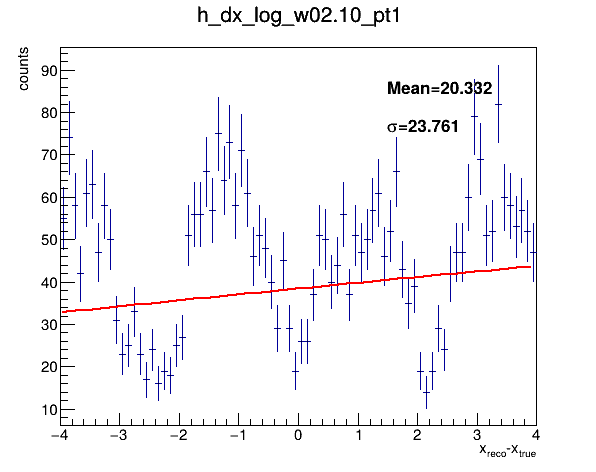 h_dx_log_w02.10_pt1
counts
Mean=20.332
σ=23.761
90
80
70
60
50
40
30
20
10
−4 −3 −2 −1 0 1 2 3 4
x_reco-x_true